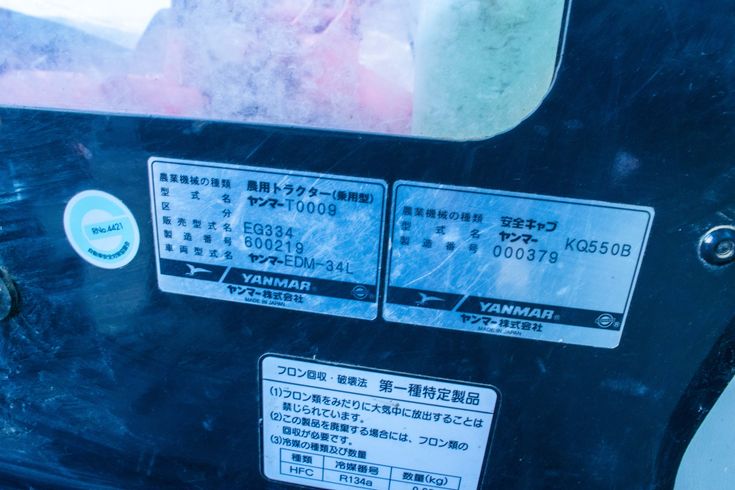 RNo.4421
農業機械の種類 農用トラクター(乗用型)
型式名 ヤンマーT0009
区分
販売型式名 EG334
製造番号 600219
車両型式名 ヤンマーEDM-34L
YANMAR
ヤンマー株式会社
MADE IN JAPAN
農業機械の種類 安全キャブ
型式名 ヤンマー KQ550B
製造番号 000379
YANMAR
ヤンマー株式会社
MADE IN JAPAN
フロン回収・破壊法 第一種特定製品
(1)フロン類をみだりに大気中に放出することは
禁じられています。
(2)この製品を廃棄する場合には、フロン類の
回収が必要です。
(3)冷媒の種類及び数量
種類 冷媒番号 数量(kg)
HFC R134a